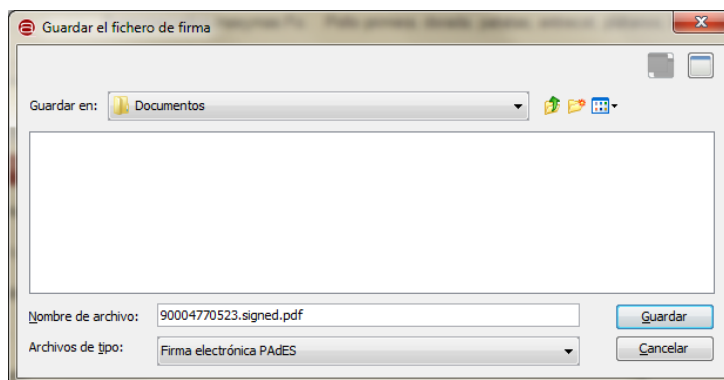 Guardar el fichero de firma
Guardar en: Documentos
Nombre de archivo: 90004770523.signed.pdf Guardar
Archivos de tipo: Firma electrónica PAdES Cancelar